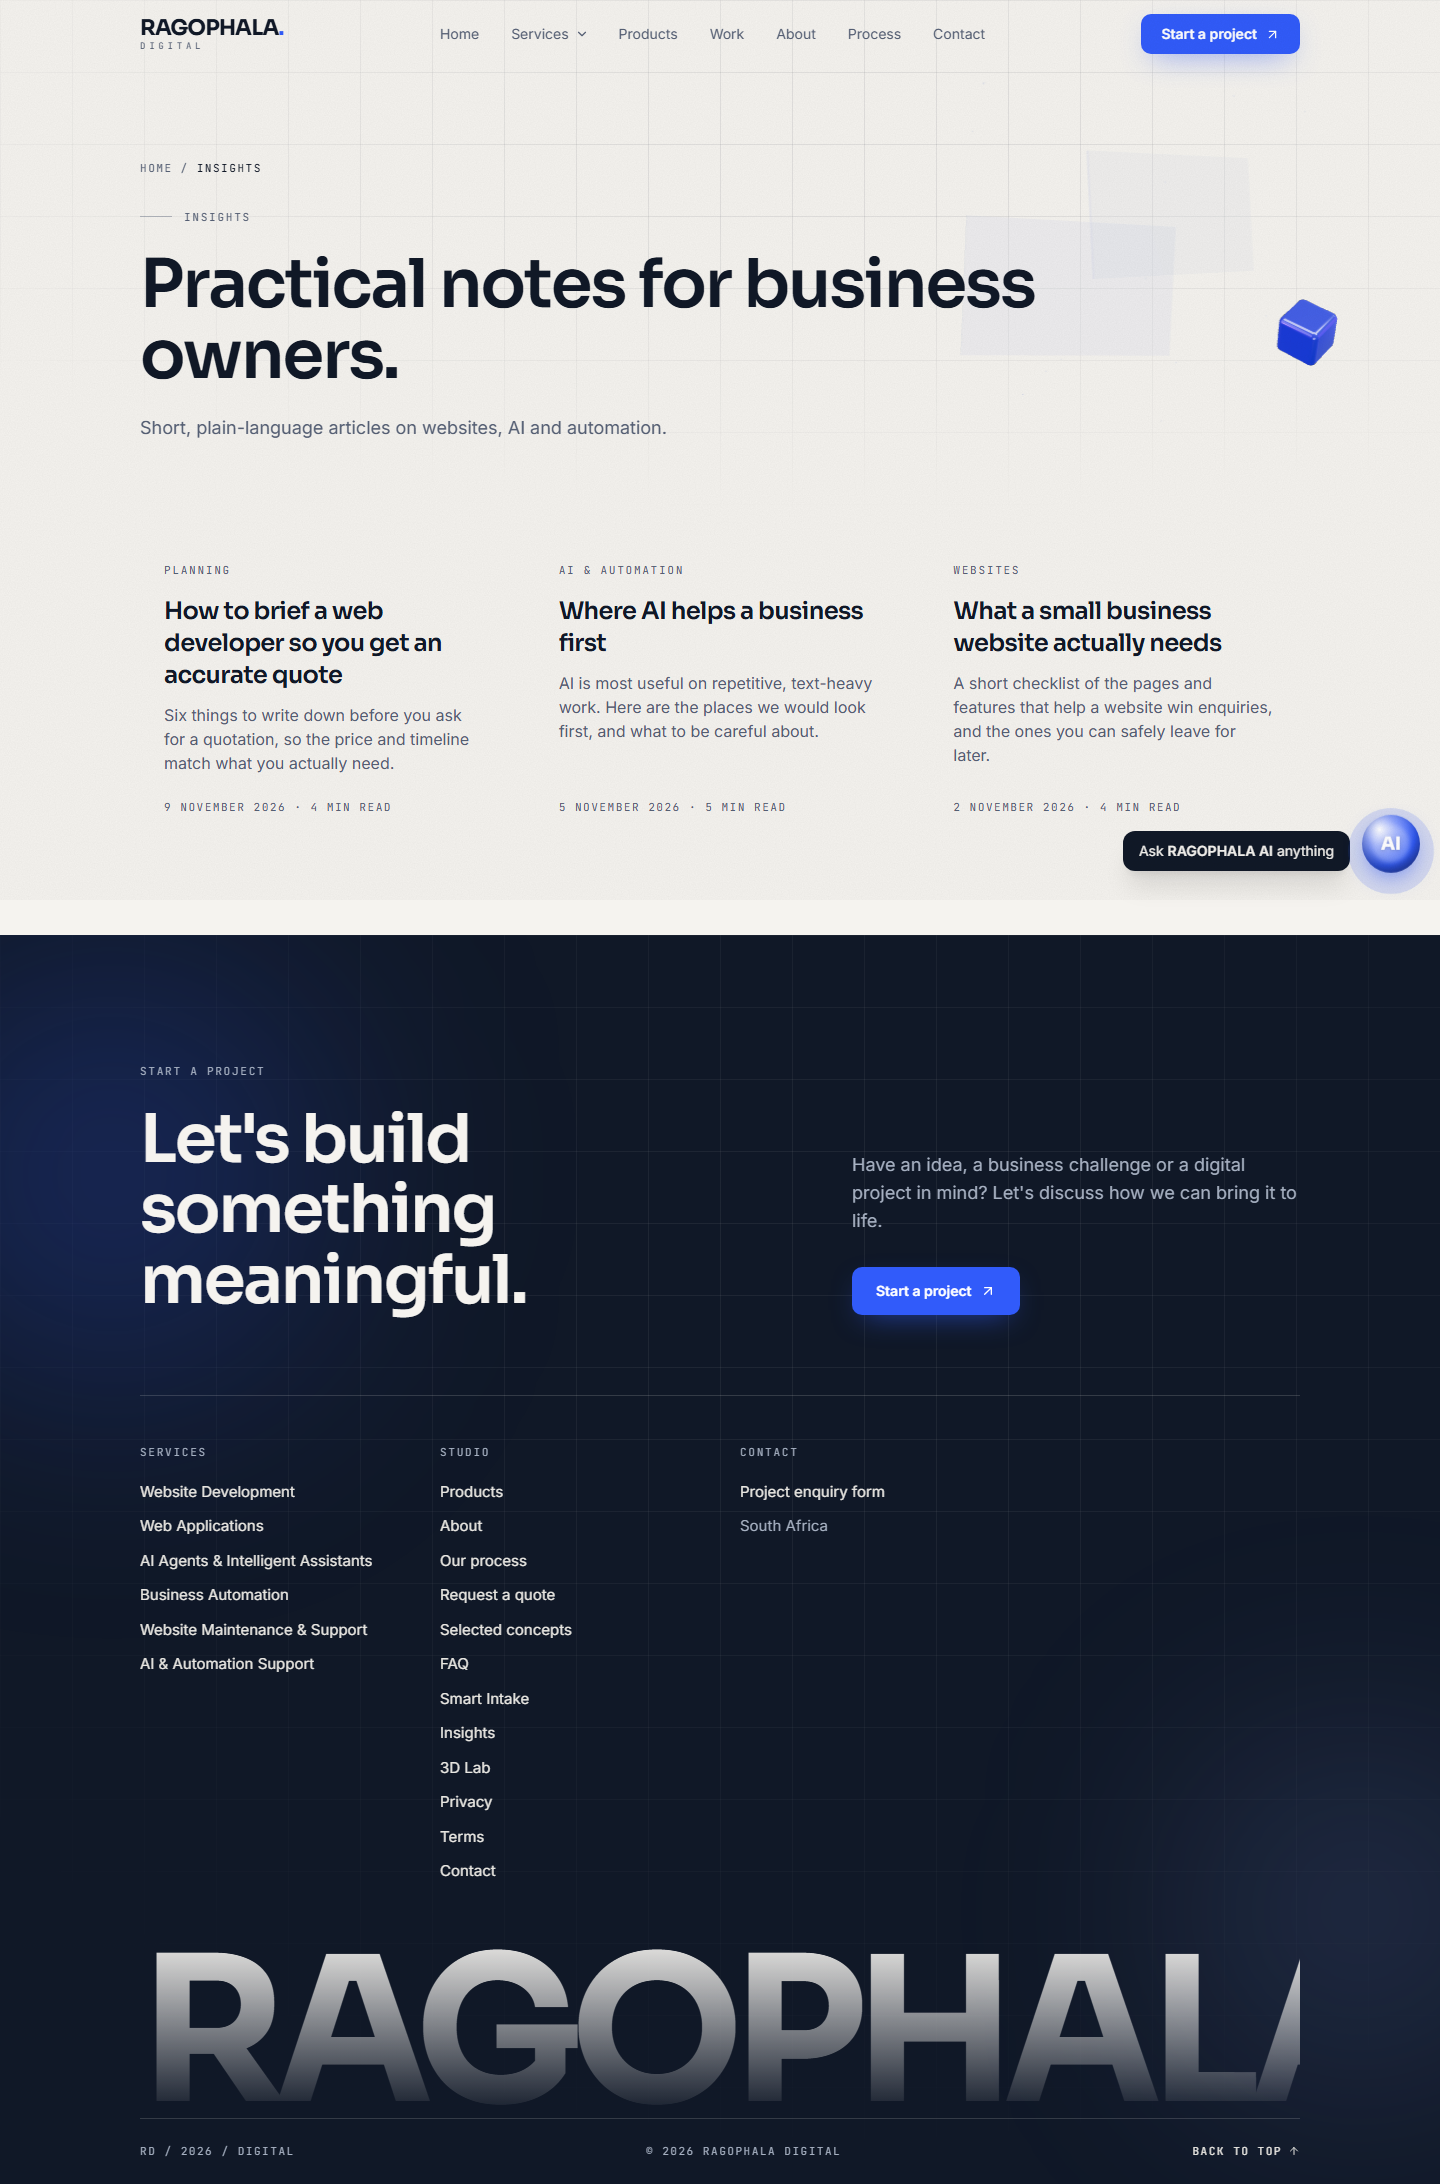 RAGOPHALA.
DIGITAL
Home
Services
Products
Work
About
Process
Contact
Start a project
HOME / INSIGHTS
INSIGHTS
Practical notes for business
owners.
Short, plain-language articles on websites, AI and automation.
PLANNING
How to brief a web
developer so you get an
accurate quote
Six things to write down before you ask
for a quotation, so the price and timeline
match what you actually need.
9 NOVEMBER 2026 · 4 MIN READ
AI & AUTOMATION
Where AI helps a business
first
AI is most useful on repetitive, text-heavy
work. Here are the places we would look
first, and what to be careful about.
5 NOVEMBER 2026 · 5 MIN READ
WEBSITES
What a small business
website actually needs
A short checklist of the pages and
features that help a website win enquiries,
and the ones you can safely leave for
later.
2 NOVEMBER 2026 · 4 MIN READ
Ask RAGOPHALA AI anything
AI
START A PROJECT
Let's build
something
meaningful.
Have an idea, a business challenge or a digital
project in mind? Let's discuss how we can bring it to
life.
Start a project
SERVICES
Website Development
Web Applications
AI Agents & Intelligent Assistants
Business Automation
Website Maintenance & Support
AI & Automation Support
STUDIO
Products
About
Our process
Request a quote
Selected concepts
FAQ
Smart Intake
Insights
3D Lab
Privacy
Terms
Contact
CONTACT
Project enquiry form
South Africa
RAGOPHALA
RD / 2026 / DIGITAL
© 2026 RAGOPHALA DIGITAL
BACK TO TOP ↑